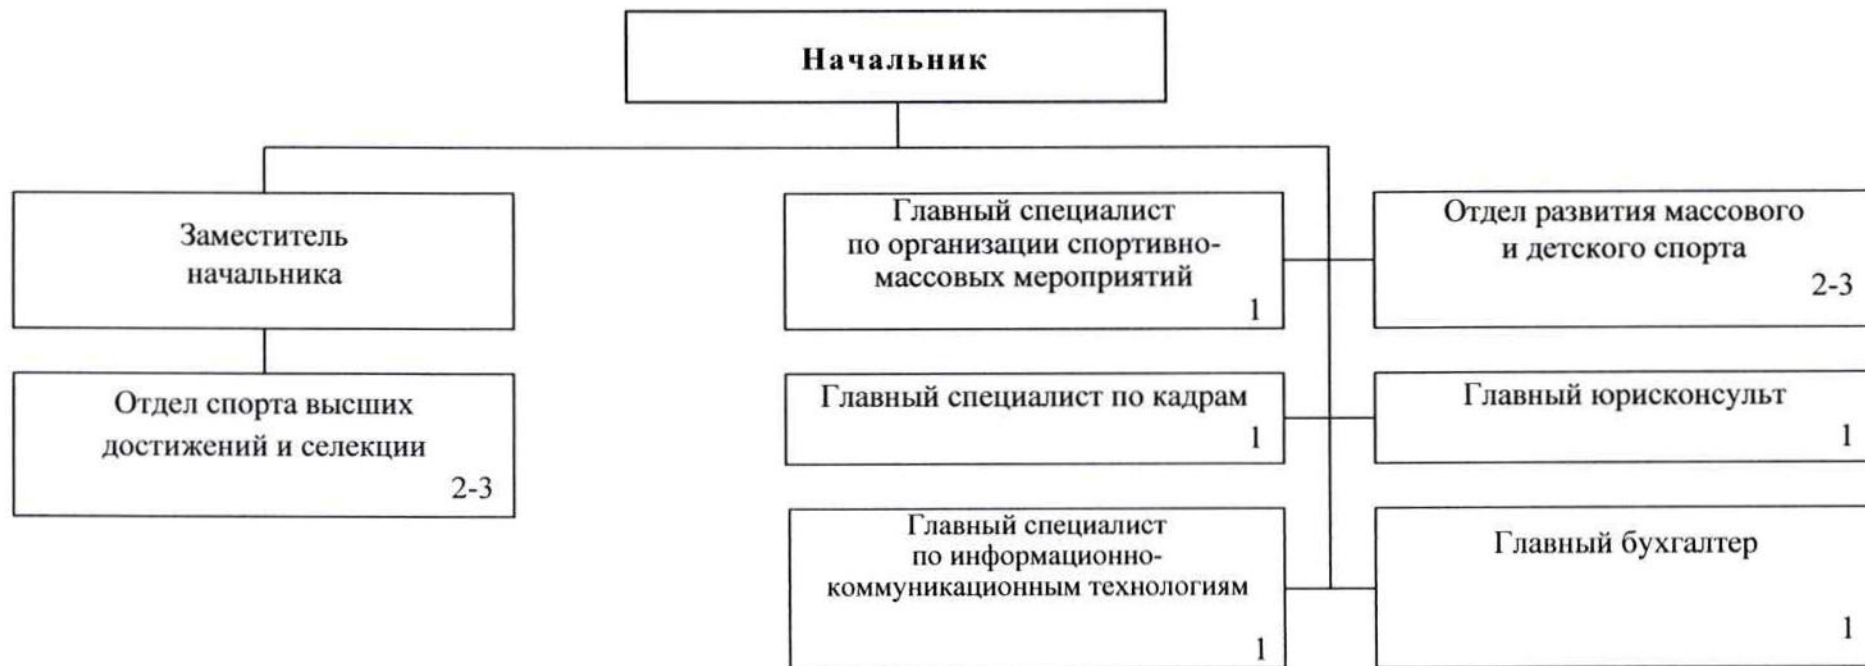 Начальник
Заместитель
начальника
Главный специалист
по организации спортивно-
массовых мероприятий
1
Отдел развития массового
и детского спорта
2-3
Отдел спорта высших
достижений и селекции
2-3
Главный специалист по кадрам
1
Главный юрисконсульт
1
Главный специалист
по информационно-
коммуникационным технологиям
1
Главный бухгалтер
1